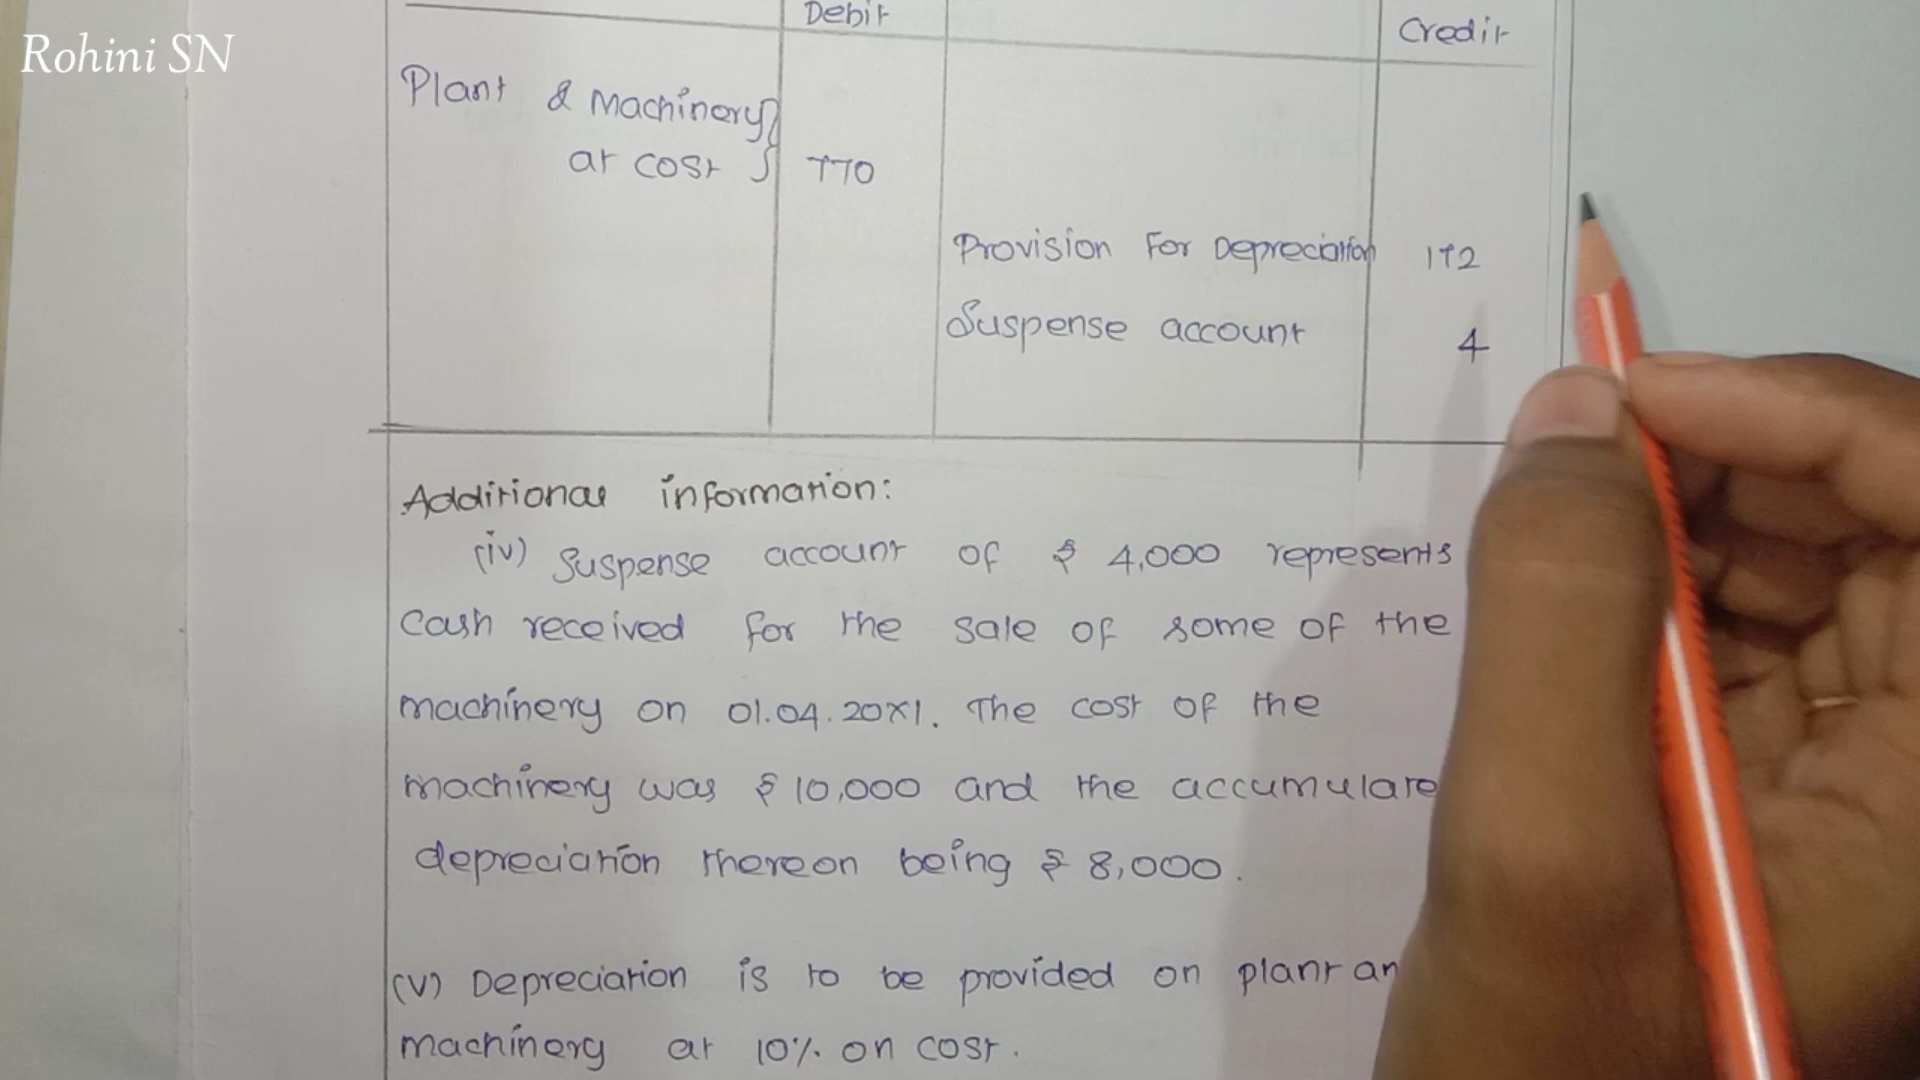 Rohini SN
Debit
Credit
Plant & Machinery
at cost 770
Provision For Depreciation 172
Suspense account 4
Additional information:
(iv) Suspense account of ₹ 4,000 represents
Cash received for the sale of some of the
machinery on 01.04.20X1. The cost of the
machinery was ₹ 10,000 and the accumulate
depreciation thereon being ₹ 8,000.
(V) Depreciation is to be provided on plant an
machinery at 10% on cost.